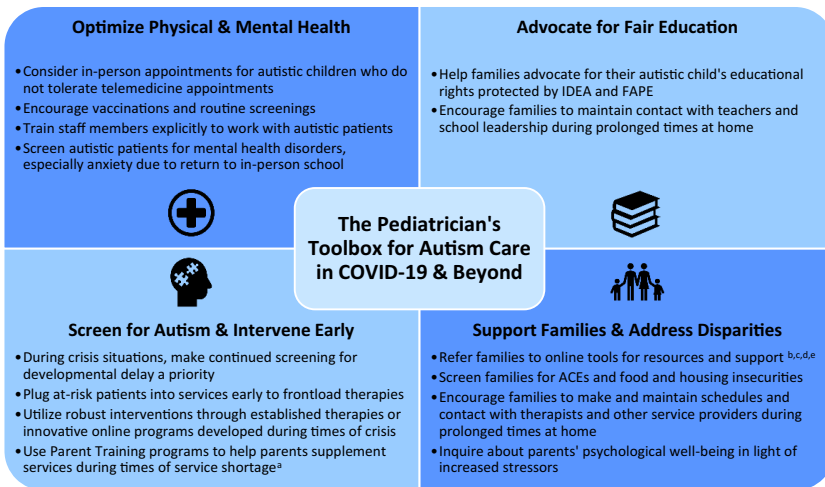 Optimize Physical & Mental Health
•Consider in-person appointments for autistic children who do
not tolerate telemedicine appointments
•Encourage vaccinations and routine screenings
•Train staff members explicitly to work with autistic patients
•Screen autistic patients for mental health disorders,
especially anxiety due to return to in-person school
Advocate for Fair Education
•Help families advocate for their autistic child's educational
rights protected by IDEA and FAPE
•Encourage families to maintain contact with teachers and
school leadership during prolonged times at home
The Pediatrician's
Toolbox for Autism Care
in COVID-19 & Beyond
Screen for Autism & Intervene Early
•During crisis situations, make continued screening for
developmental delay a priority
•Plug at-risk patients into services early to frontload therapies
•Utilize robust interventions through established therapies or
innovative online programs developed during times of crisis
•Use Parent Training programs to help parents supplement
services during times of service shortageᵃ
Support Families & Address Disparities
•Refer families to online tools for resources and support ᵇ,ᶜ,ᵈ,ᵉ
•Screen families for ACEs and food and housing insecurities
•Encourage families to make and maintain schedules and
contact with therapists and other service providers during
prolonged times at home
•Inquire about parents' psychological well-being in light of
increased stressors